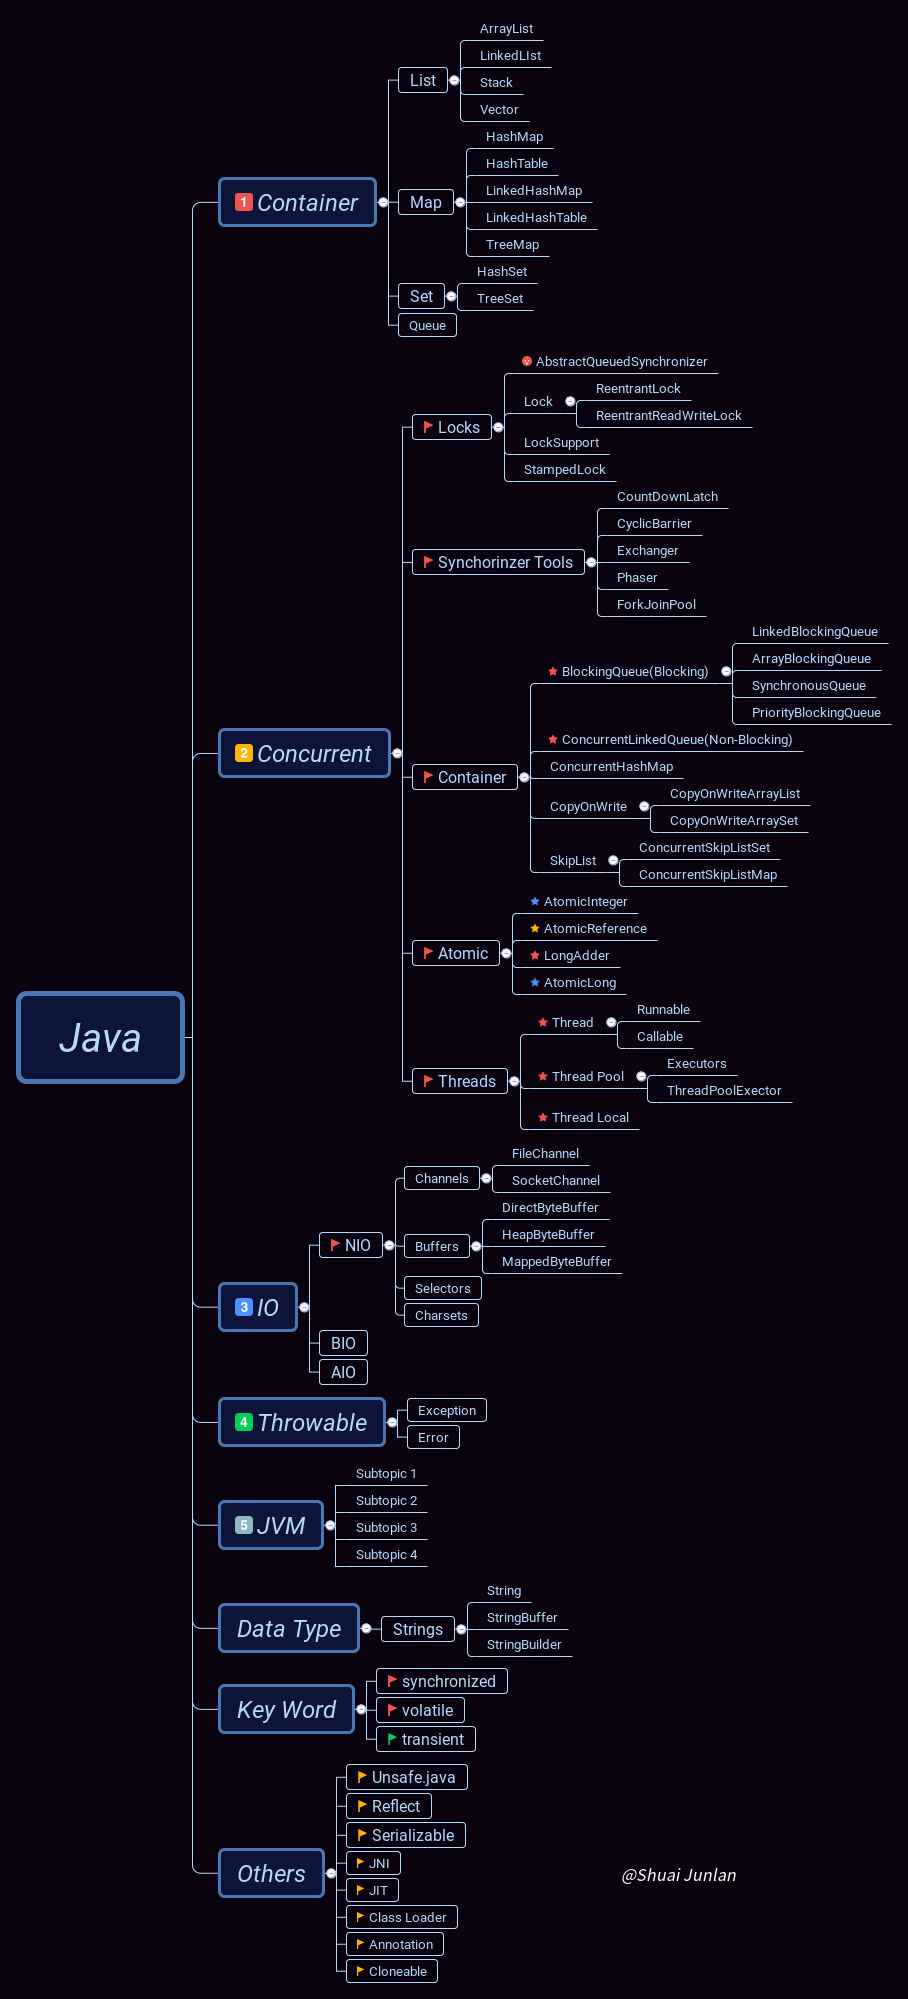 Java
1 Container
List
ArrayList
LinkedLIst
Stack
Vector
Map
HashMap
HashTable
LinkedHashMap
LinkedHashTable
TreeMap
Set
HashSet
TreeSet
Queue
2 Concurrent
Locks
AbstractQueuedSynchronizer
Lock
ReentrantLock
ReentrantReadWriteLock
LockSupport
StampedLock
Synchorinzer Tools
CountDownLatch
CyclicBarrier
Exchanger
Phaser
ForkJoinPool
Container
BlockingQueue(Blocking)
LinkedBlockingQueue
ArrayBlockingQueue
SynchronousQueue
PriorityBlockingQueue
ConcurrentLinkedQueue(Non-Blocking)
ConcurrentHashMap
CopyOnWrite
CopyOnWriteArrayList
CopyOnWriteArraySet
SkipList
ConcurrentSkipListSet
ConcurrentSkipListMap
Atomic
AtomicInteger
AtomicReference
LongAdder
AtomicLong
Threads
Thread
Runnable
Callable
Thread Pool
Executors
ThreadPoolExector
Thread Local
3 IO
NIO
Channels
FileChannel
SocketChannel
Buffers
DirectByteBuffer
HeapByteBuffer
MappedByteBuffer
Selectors
Charsets
BIO
AIO
4 Throwable
Exception
Error
5 JVM
Subtopic 1
Subtopic 2
Subtopic 3
Subtopic 4
Data Type
Strings
String
StringBuffer
StringBuilder
Key Word
synchronized
volatile
transient
Others
Unsafe.java
Reflect
Serializable
JNI
JIT
Class Loader
Annotation
Cloneable
@Shuai Junlan